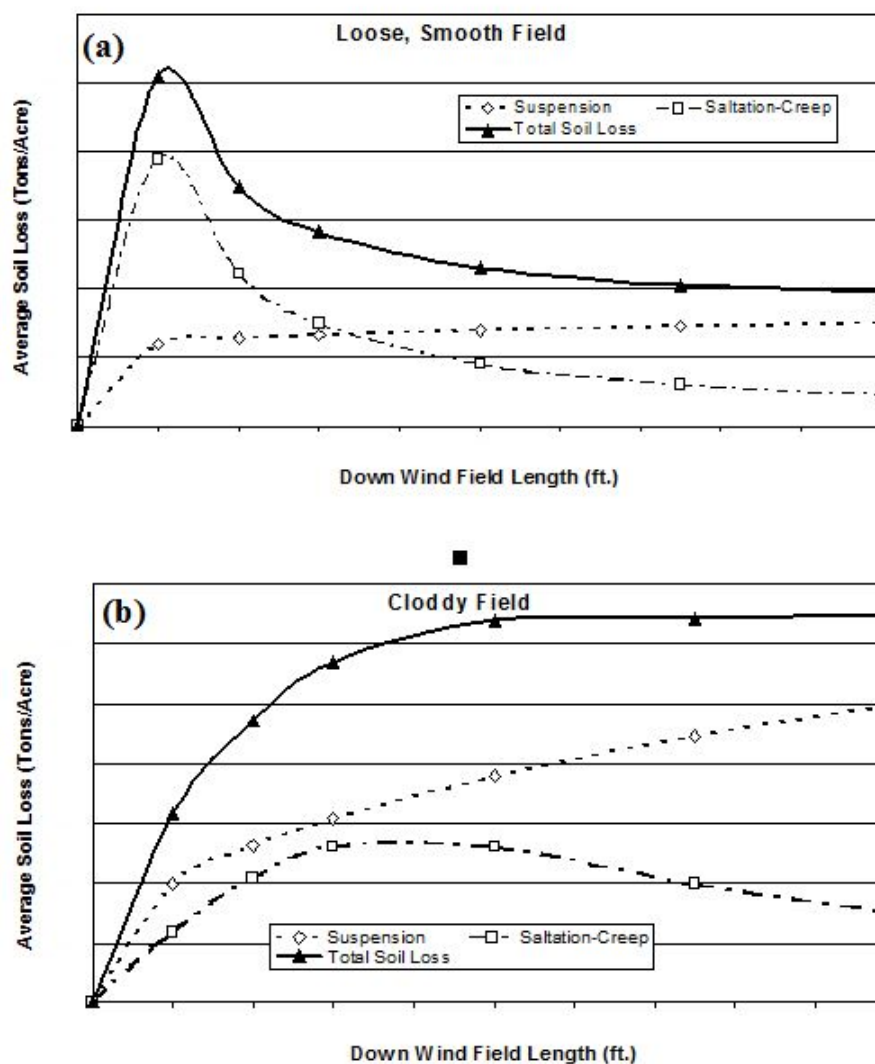 (a)
Loose, Smooth Field
Suspension Saltation-Creep
Total Soil Loss
Average Soil Loss (Tons/Acre)
Down Wind Field Length (ft.)
(b)
Cloddy Field
Average Soil Loss (Tons/Acre)
Suspension Saltation-Creep
Total Soil Loss
Down Wind Field Length (ft.)